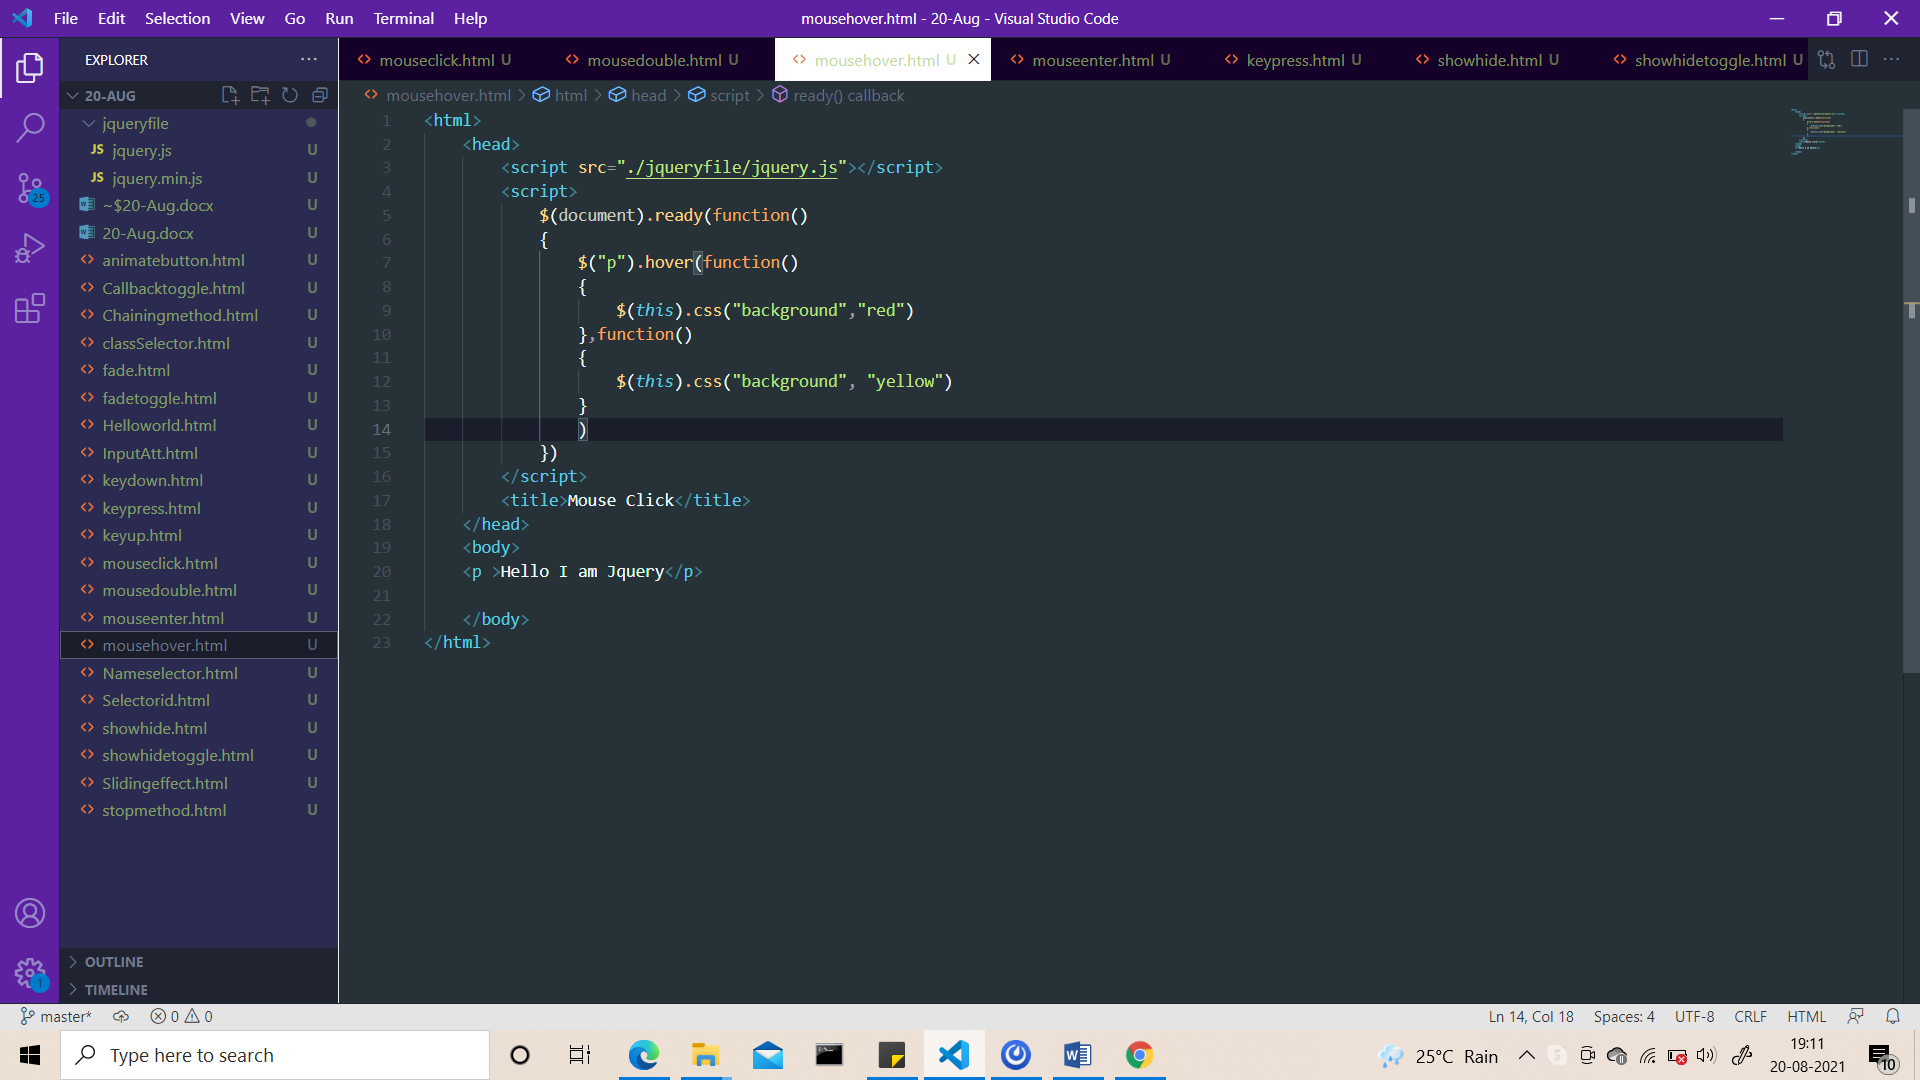 File Edit Selection View Go Run Terminal Help
mousehover.html - 20-Aug - Visual Studio Code
EXPLORER
mouseclick.html U
mousedouble.html U
mousehover.html U
mouseenter.html U
keypress.html U
showhide.html U
showhidetoggle.html U
20-AUG
mousehover.html > html > head > script > ready() callback
jqueryfile
JS jquery.js U
JS jquery.min.js U
~$20-Aug.docx U
20-Aug.docx U
animatebutton.html U
Callbacktoggle.html U
Chainingmethod.html U
classSelector.html U
fade.html U
fadetoggle.html U
Helloworld.html U
InputAtt.html U
keydown.html U
keypress.html U
keyup.html U
mouseclick.html U
mousedouble.html U
mouseenter.html U
mousehover.html U
Nameselector.html U
Selectorid.html U
showhide.html U
showhidetoggle.html U
Slidingeffect.html U
stopmethod.html U
OUTLINE
TIMELINE
25
1
1 <html>
2 <head>
3 <script src="./jqueryfile/jquery.js"></script>
4 <script>
5 $(document).ready(function()
6 {
7 $("p").hover(function()
8 {
9 $(this).css("background","red")
10 },function()
11 {
12 $(this).css("background", "yellow")
13 }
14 )
15 })
16 </script>
17 <title>Mouse Click</title>
18 </head>
19 <body>
20 <p >Hello I am Jquery</p>
21
22 </body>
23 </html>
master* 0 0
Ln 14, Col 18 Spaces: 4 UTF-8 CRLF HTML
Type here to search
25°C Rain
19:11
20-08-2021
10